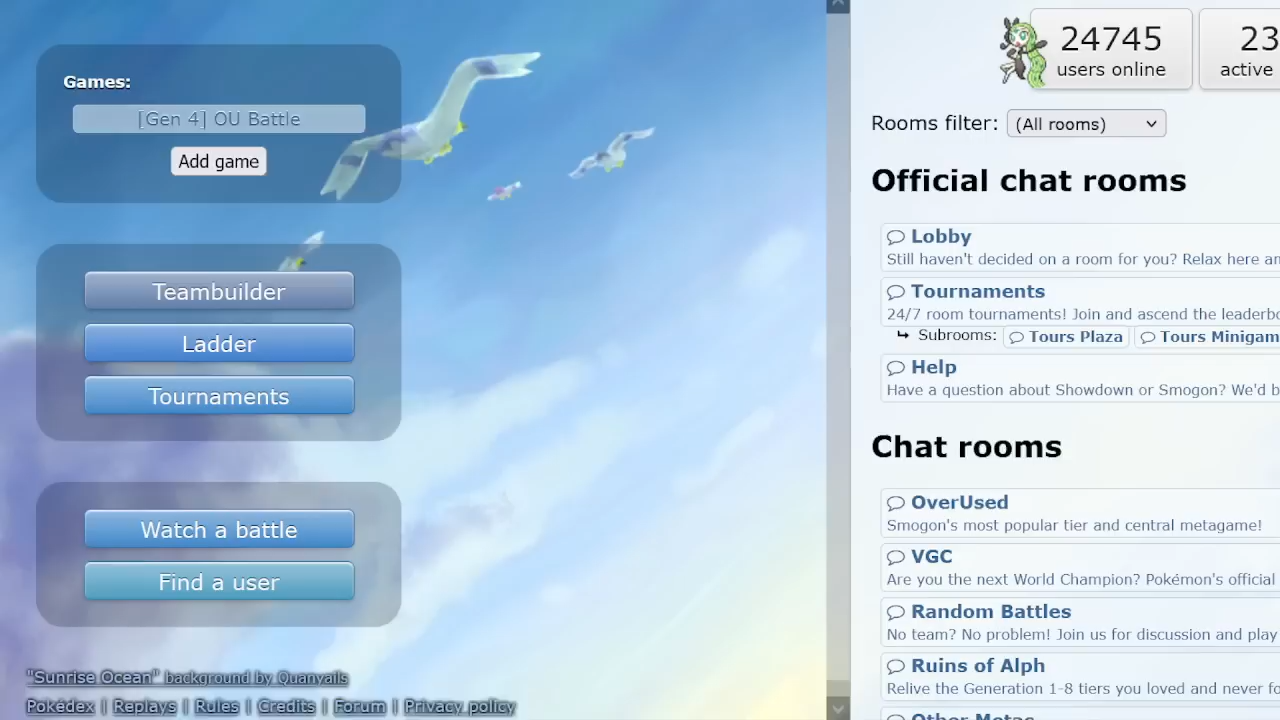 Games:
[Gen 4] OU Battle
Add game
Teambuilder
Ladder
Tournaments
Watch a battle
Find a user
"Sunrise Ocean" background by Quanyails
Pokédex | Replays | Rules | Credits | Forum | Privacy policy
24745
users online
23
active
Rooms filter: (All rooms)
Official chat rooms
Lobby
Still haven't decided on a room for you? Relax here
Tournaments
24/7 room tournaments! Join and ascend the
Subrooms: Tours Plaza Tours
Help
Have a question about Showdown or Smogon? We'd
Chat rooms
OverUsed
Smogon's most popular tier and central metagame!
VGC
Are you the next World Champion? Pokémon's official
Random Battles
No team? No problem! Join us for discussion and play
Ruins of Alph
Relive the Generation 1-8 tiers you loved and never
Other Metas